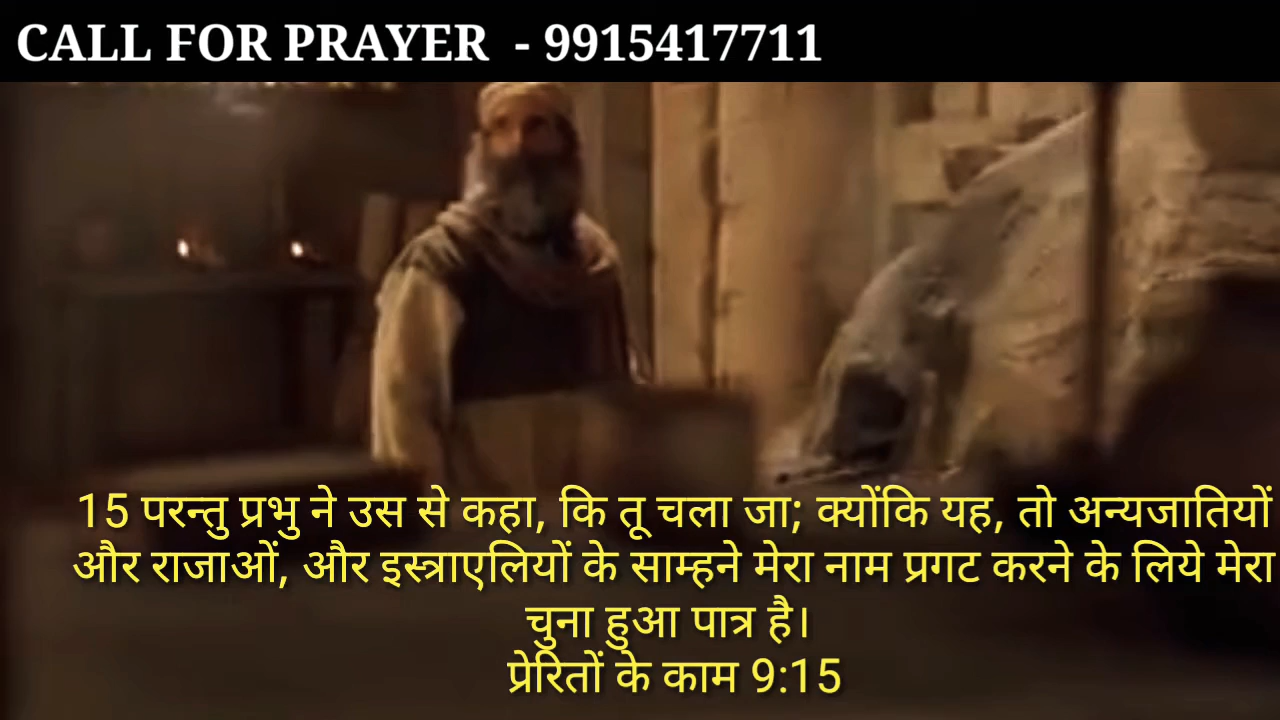 CALL FOR PRAYER - 9915417711
15 परन्तु प्रभु ने उस से कहा, कि तू चला जा; क्योंकि यह, तो अन्यजातियों
और राजाओं, और इस्त्राएलियों के साम्हने मेरा नाम प्रगट करने के लिये मेरा
चुना हुआ पात्र है।
प्रेरितों के काम 9:15